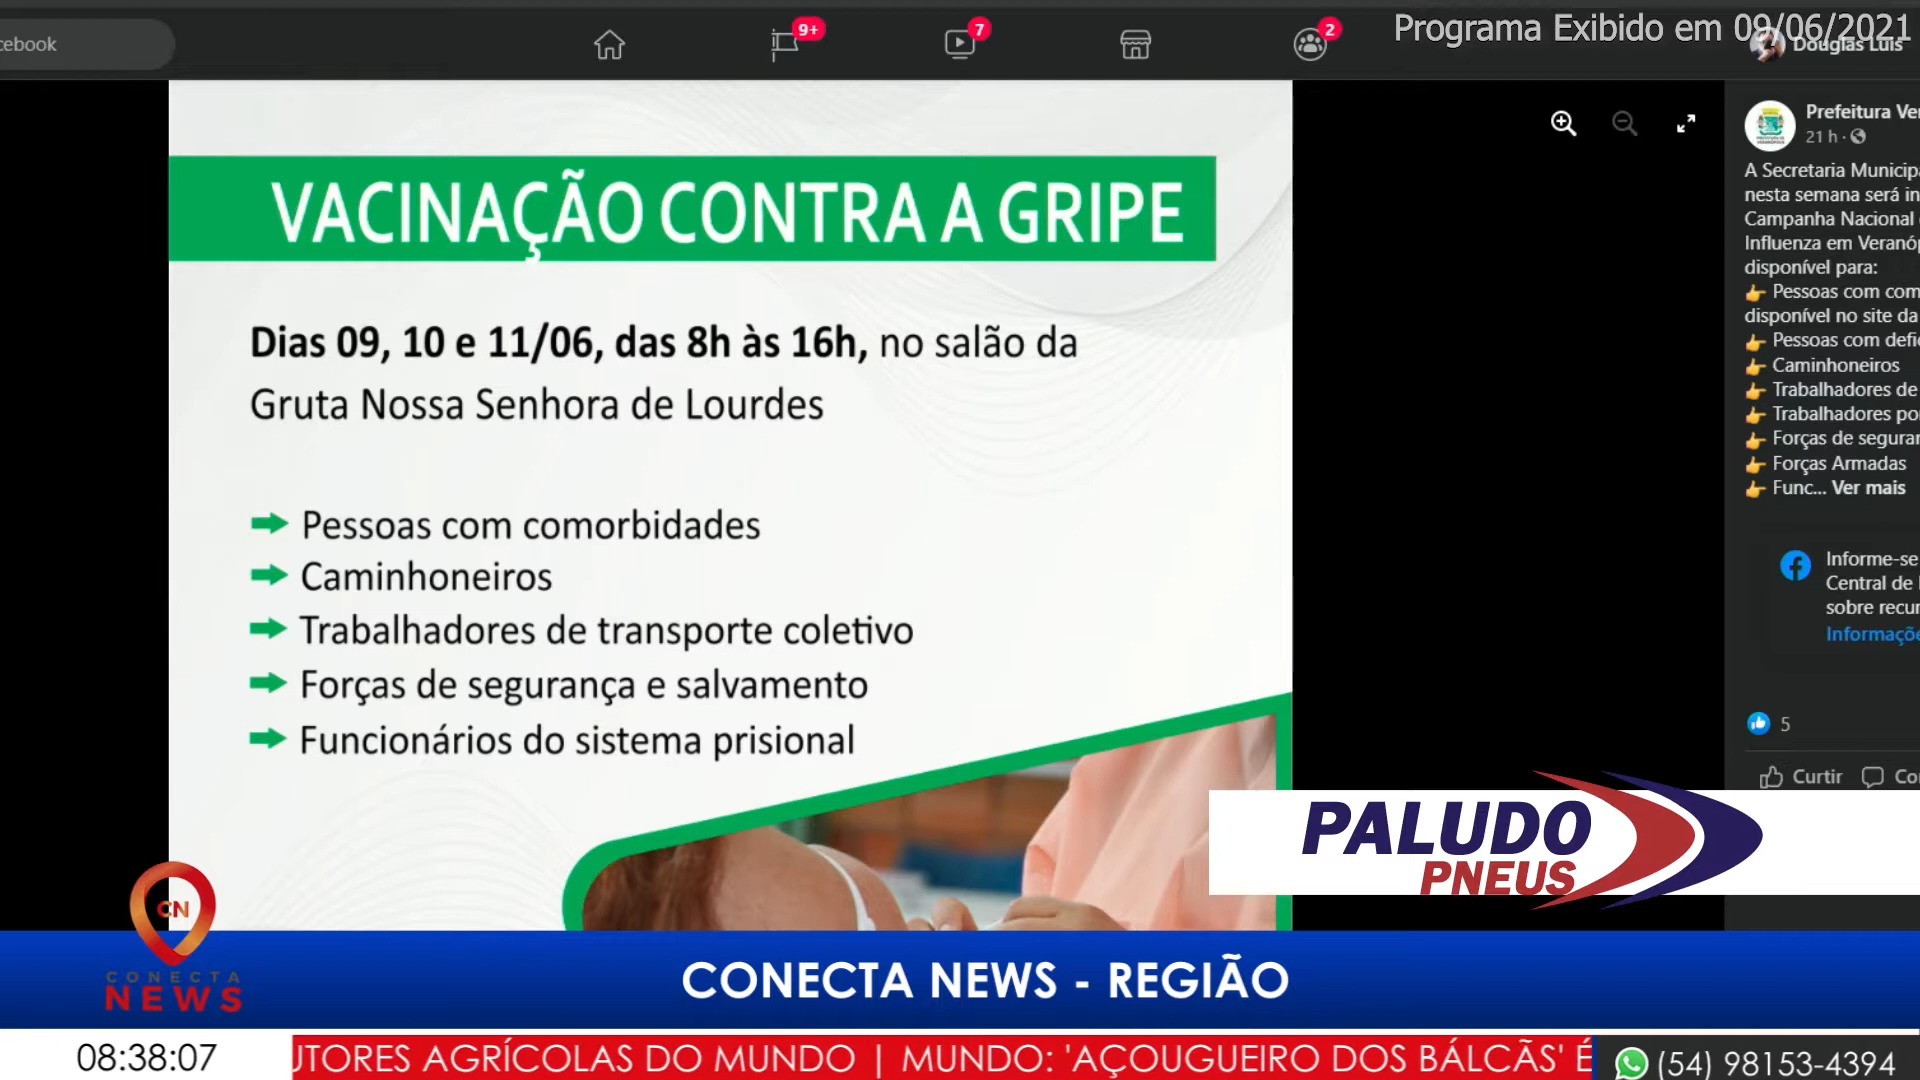 cebook
9+
7
2
Programa Exibido em 09/06/2021
Douglas Luis
VACINAÇÃO CONTRA A GRIPE
Dias 09, 10 e 11/06, das 8h às 16h, no salão da
Gruta Nossa Senhora de Lourdes
Pessoas com comorbidades
Caminhoneiros
Trabalhadores de transporte coletivo
Forças de segurança e salvamento
Funcionários do sistema prisional
Prefeitura Ver
21 h
A Secretaria Municipa
nesta semana será in
Campanha Nacional
Influenza em Veranóp
disponível para:
Pessoas com com
disponível no site da
Pessoas com defic
Caminhoneiros
Trabalhadores de
Trabalhadores por
Forças de seguran
Forças Armadas
Func... Ver mais
Informe-se
Central de
sobre recur
Informaçõe
5
Curtir
Co
PALUDO
PNEUS
CN
CONECTA
NEWS
CONECTA NEWS - REGIÃO
08:38:07
UTORES AGRÍCOLAS DO MUNDO | MUNDO: 'AÇOUGUEIRO DOS BÁLCÃS' É
(54) 98153-4394